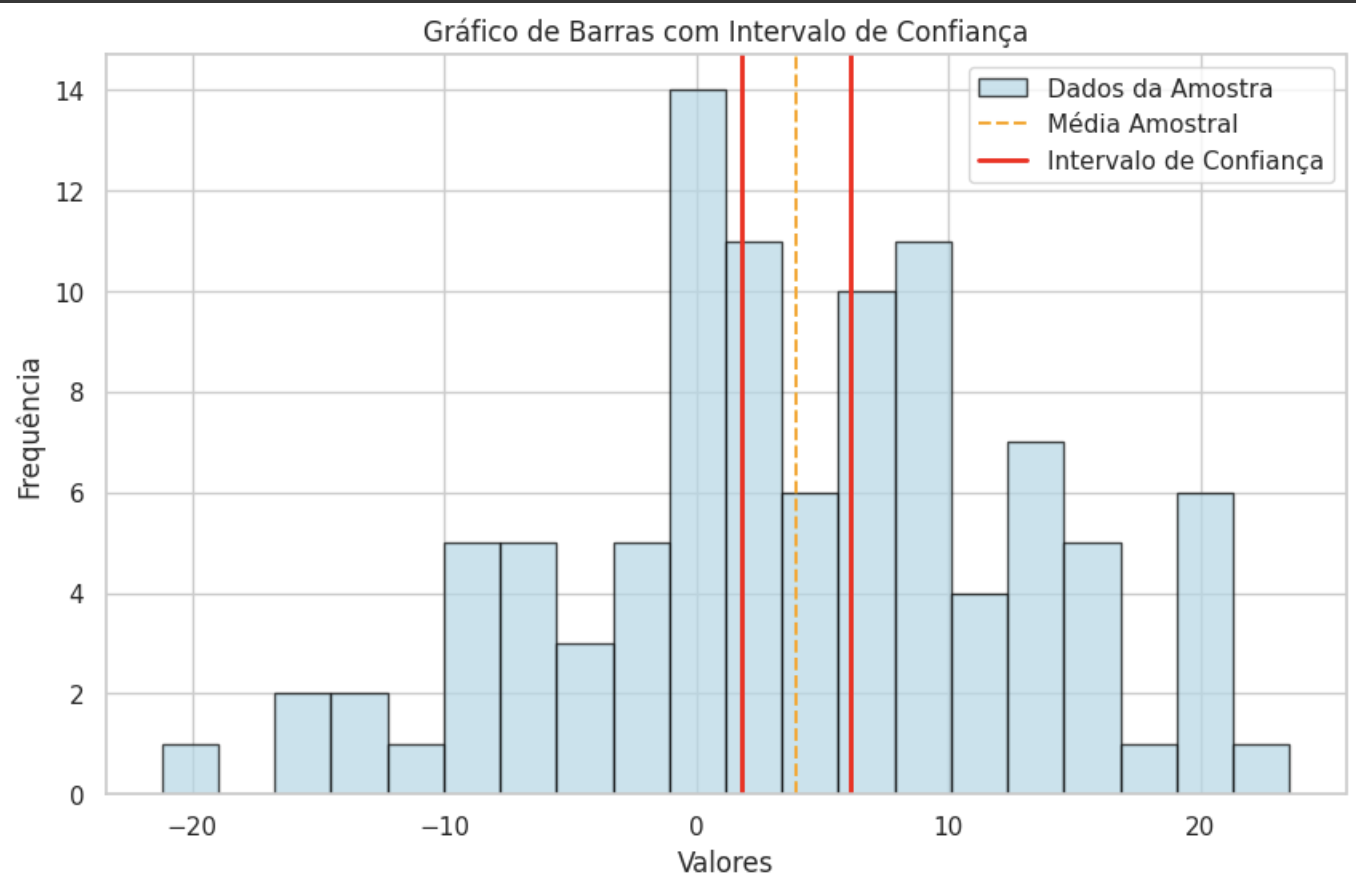 Gráfico de Barras com Intervalo de Confiança
Dados da Amostra
Média Amostral
Intervalo de Confiança
Frequência
14
12
10
8
6
4
2
0
−20
−10
0
10
20
Valores